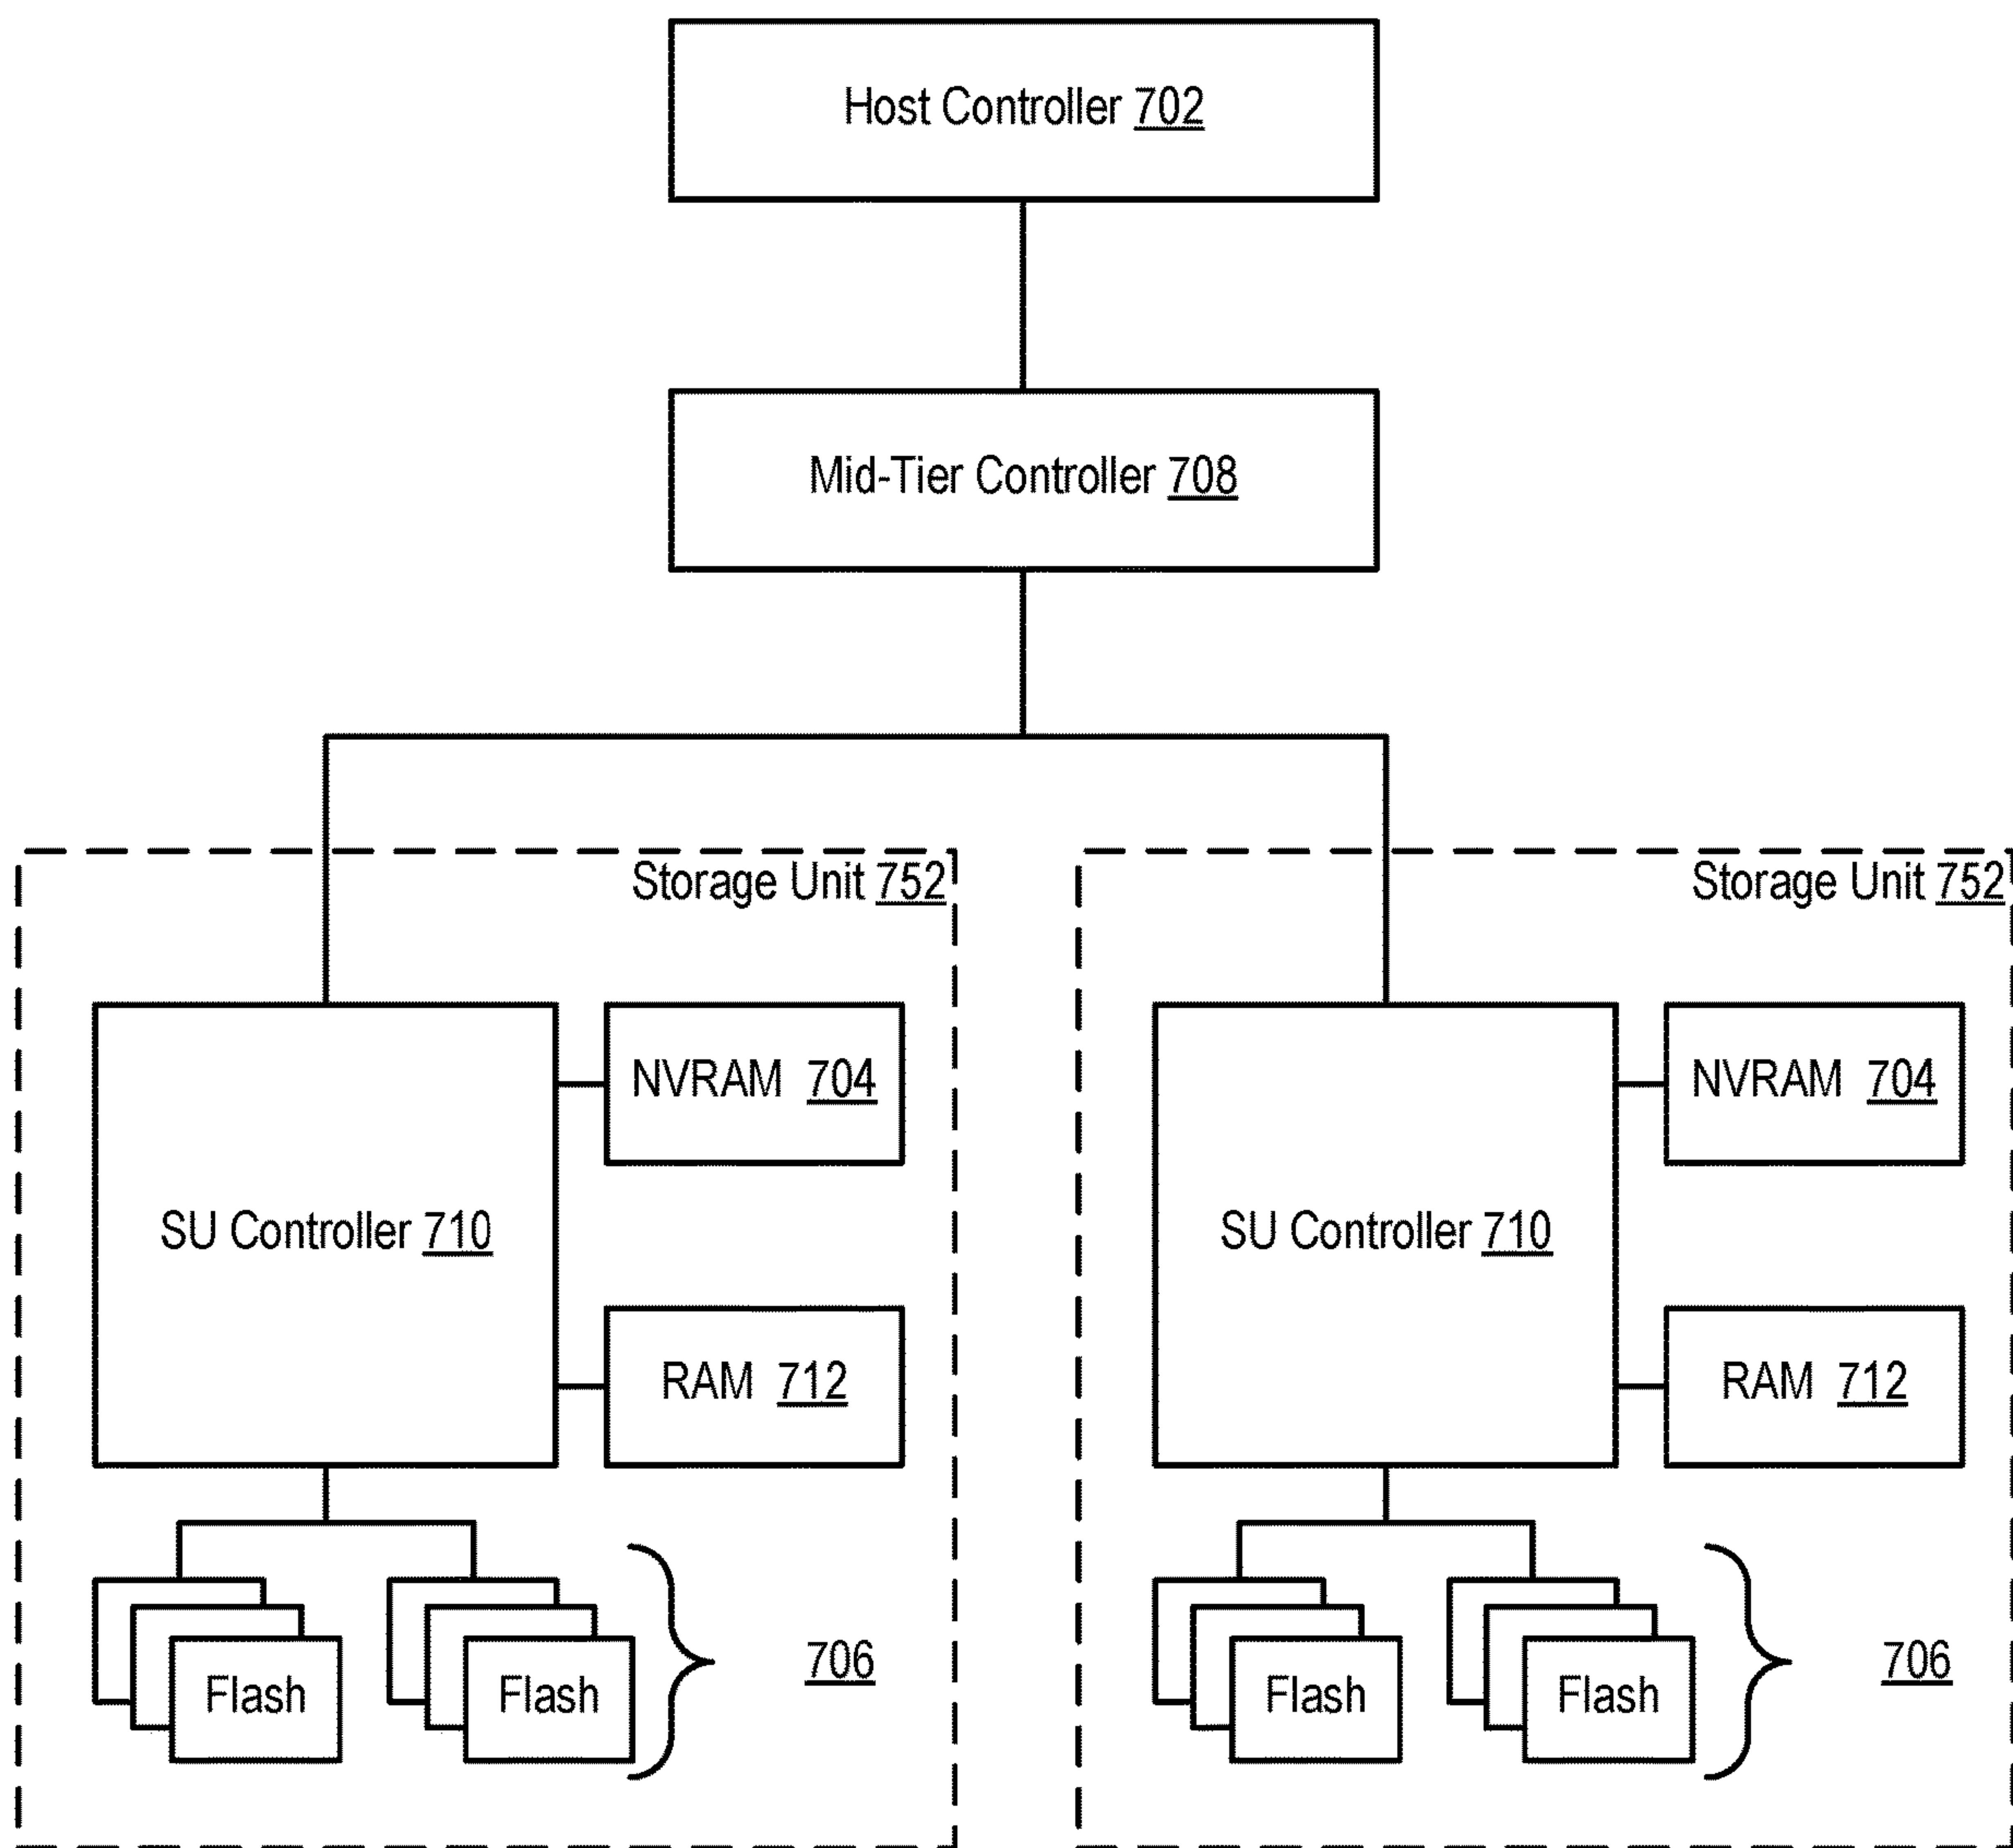 Host Controller 702
Mid-Tier Controller 708
Storage Unit 752
NVRAM 704
SU Controller 710
RAM 712
Flash
Flash
706
Storage Unit 752
NVRAM 704
SU Controller 710
RAM 712
Flash
Flash
706